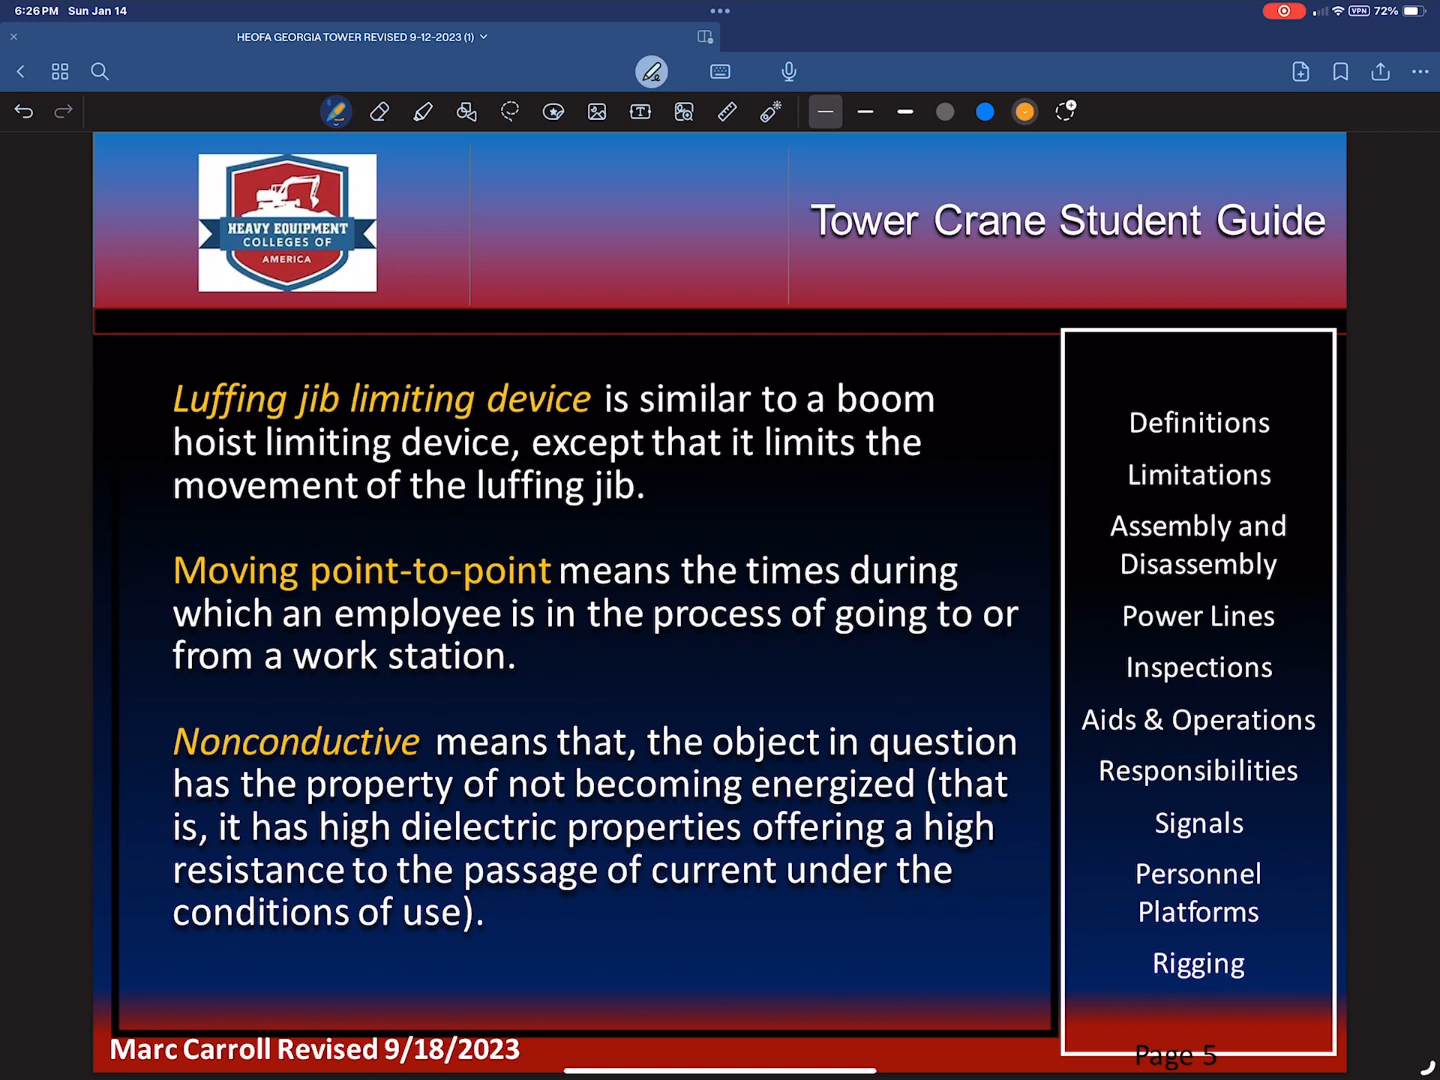 6:26 PM Sun Jan 14
VPN 72%
HEOFA GEORGIA TOWER REVISED 9-12-2023 (1)
HEAVY EQUIPMENT
COLLEGES OF
AMERICA
Tower Crane Student Guide
Luffing jib limiting device is similar to a boom
hoist limiting device, except that it limits the
movement of the luffing jib.
Moving point-to-point means the times during
which an employee is in the process of going to or
from a work station.
Nonconductive means that, the object in question
has the property of not becoming energized (that
is, it has high dielectric properties offering a high
resistance to the passage of current under the
conditions of use).
Definitions
Limitations
Assembly and
Disassembly
Power Lines
Inspections
Aids & Operations
Responsibilities
Signals
Personnel
Platforms
Rigging
Marc Carroll Revised 9/18/2023
Page 5